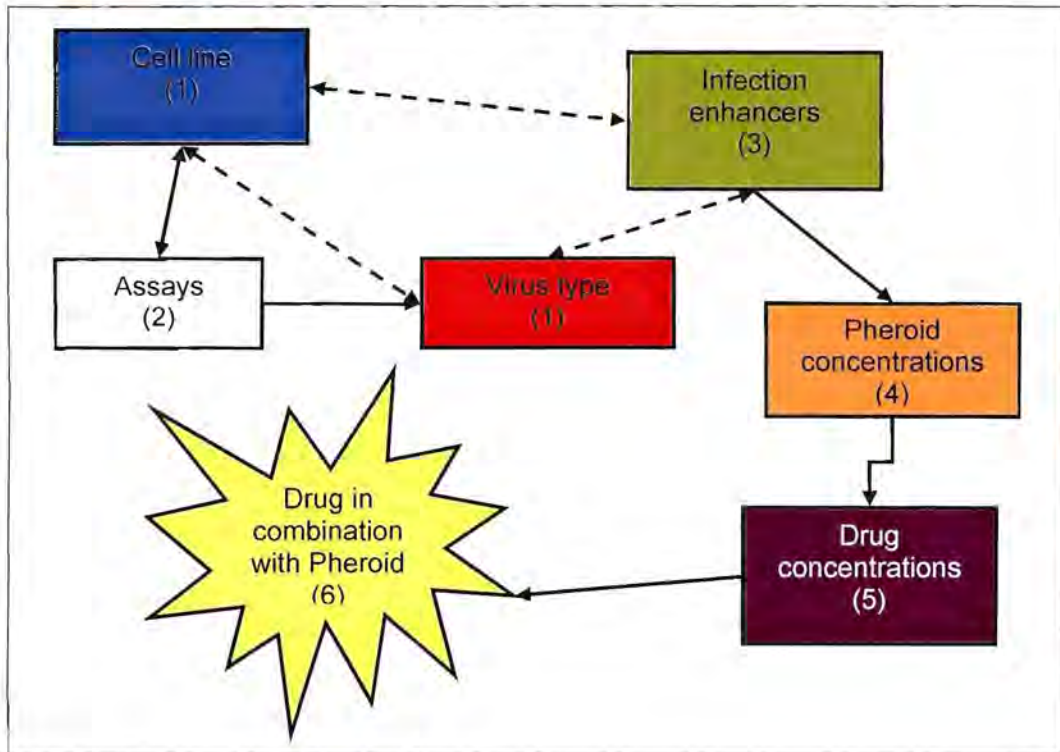 Cell line
(1)
Infection
enhancers
(3)
Assays
(2)
Virus type
(1)
Pheroid
concentrations
(4)
Drug in
combination
with Pheroid
(6)
Drug
concentrations
(5)